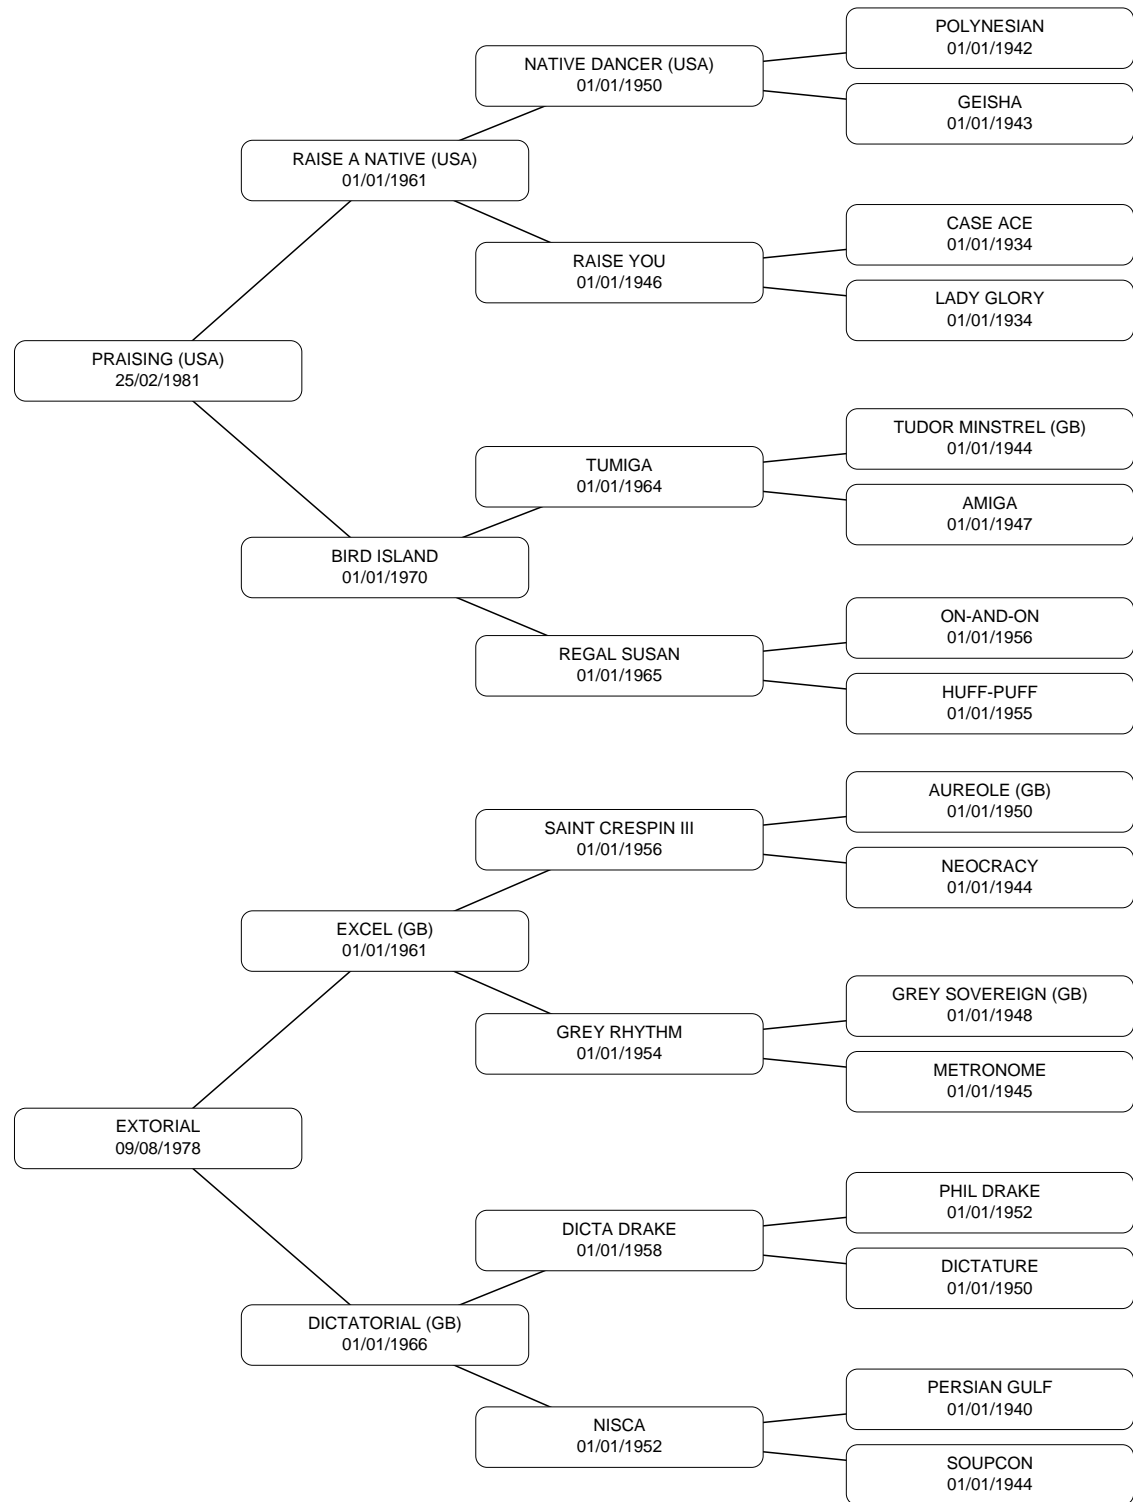 POLYNESIAN
01/01/1942
NATIVE DANCER (USA)
01/01/1950
GEISHA
01/01/1943
RAISE A NATIVE (USA)
01/01/1961
CASE ACE
01/01/1934
RAISE YOU
01/01/1946
LADY GLORY
01/01/1934
PRAISING (USA)
25/02/1981
TUDOR MINSTREL (GB)
01/01/1944
TUMIGA
01/01/1964
AMIGA
01/01/1947
BIRD ISLAND
01/01/1970
ON-AND-ON
01/01/1956
REGAL SUSAN
01/01/1965
HUFF-PUFF
01/01/1955
AUREOLE (GB)
01/01/1950
SAINT CRESPIN III
01/01/1956
NEOCRACY
01/01/1944
EXCEL (GB)
01/01/1961
GREY SOVEREIGN (GB)
01/01/1948
GREY RHYTHM
01/01/1954
METRONOME
01/01/1945
EXTORIAL
09/08/1978
PHIL DRAKE
01/01/1952
DICTA DRAKE
01/01/1958
DICTATURE
01/01/1950
DICTATORIAL (GB)
01/01/1966
PERSIAN GULF
01/01/1940
NISCA
01/01/1952
SOUPCON
01/01/1944